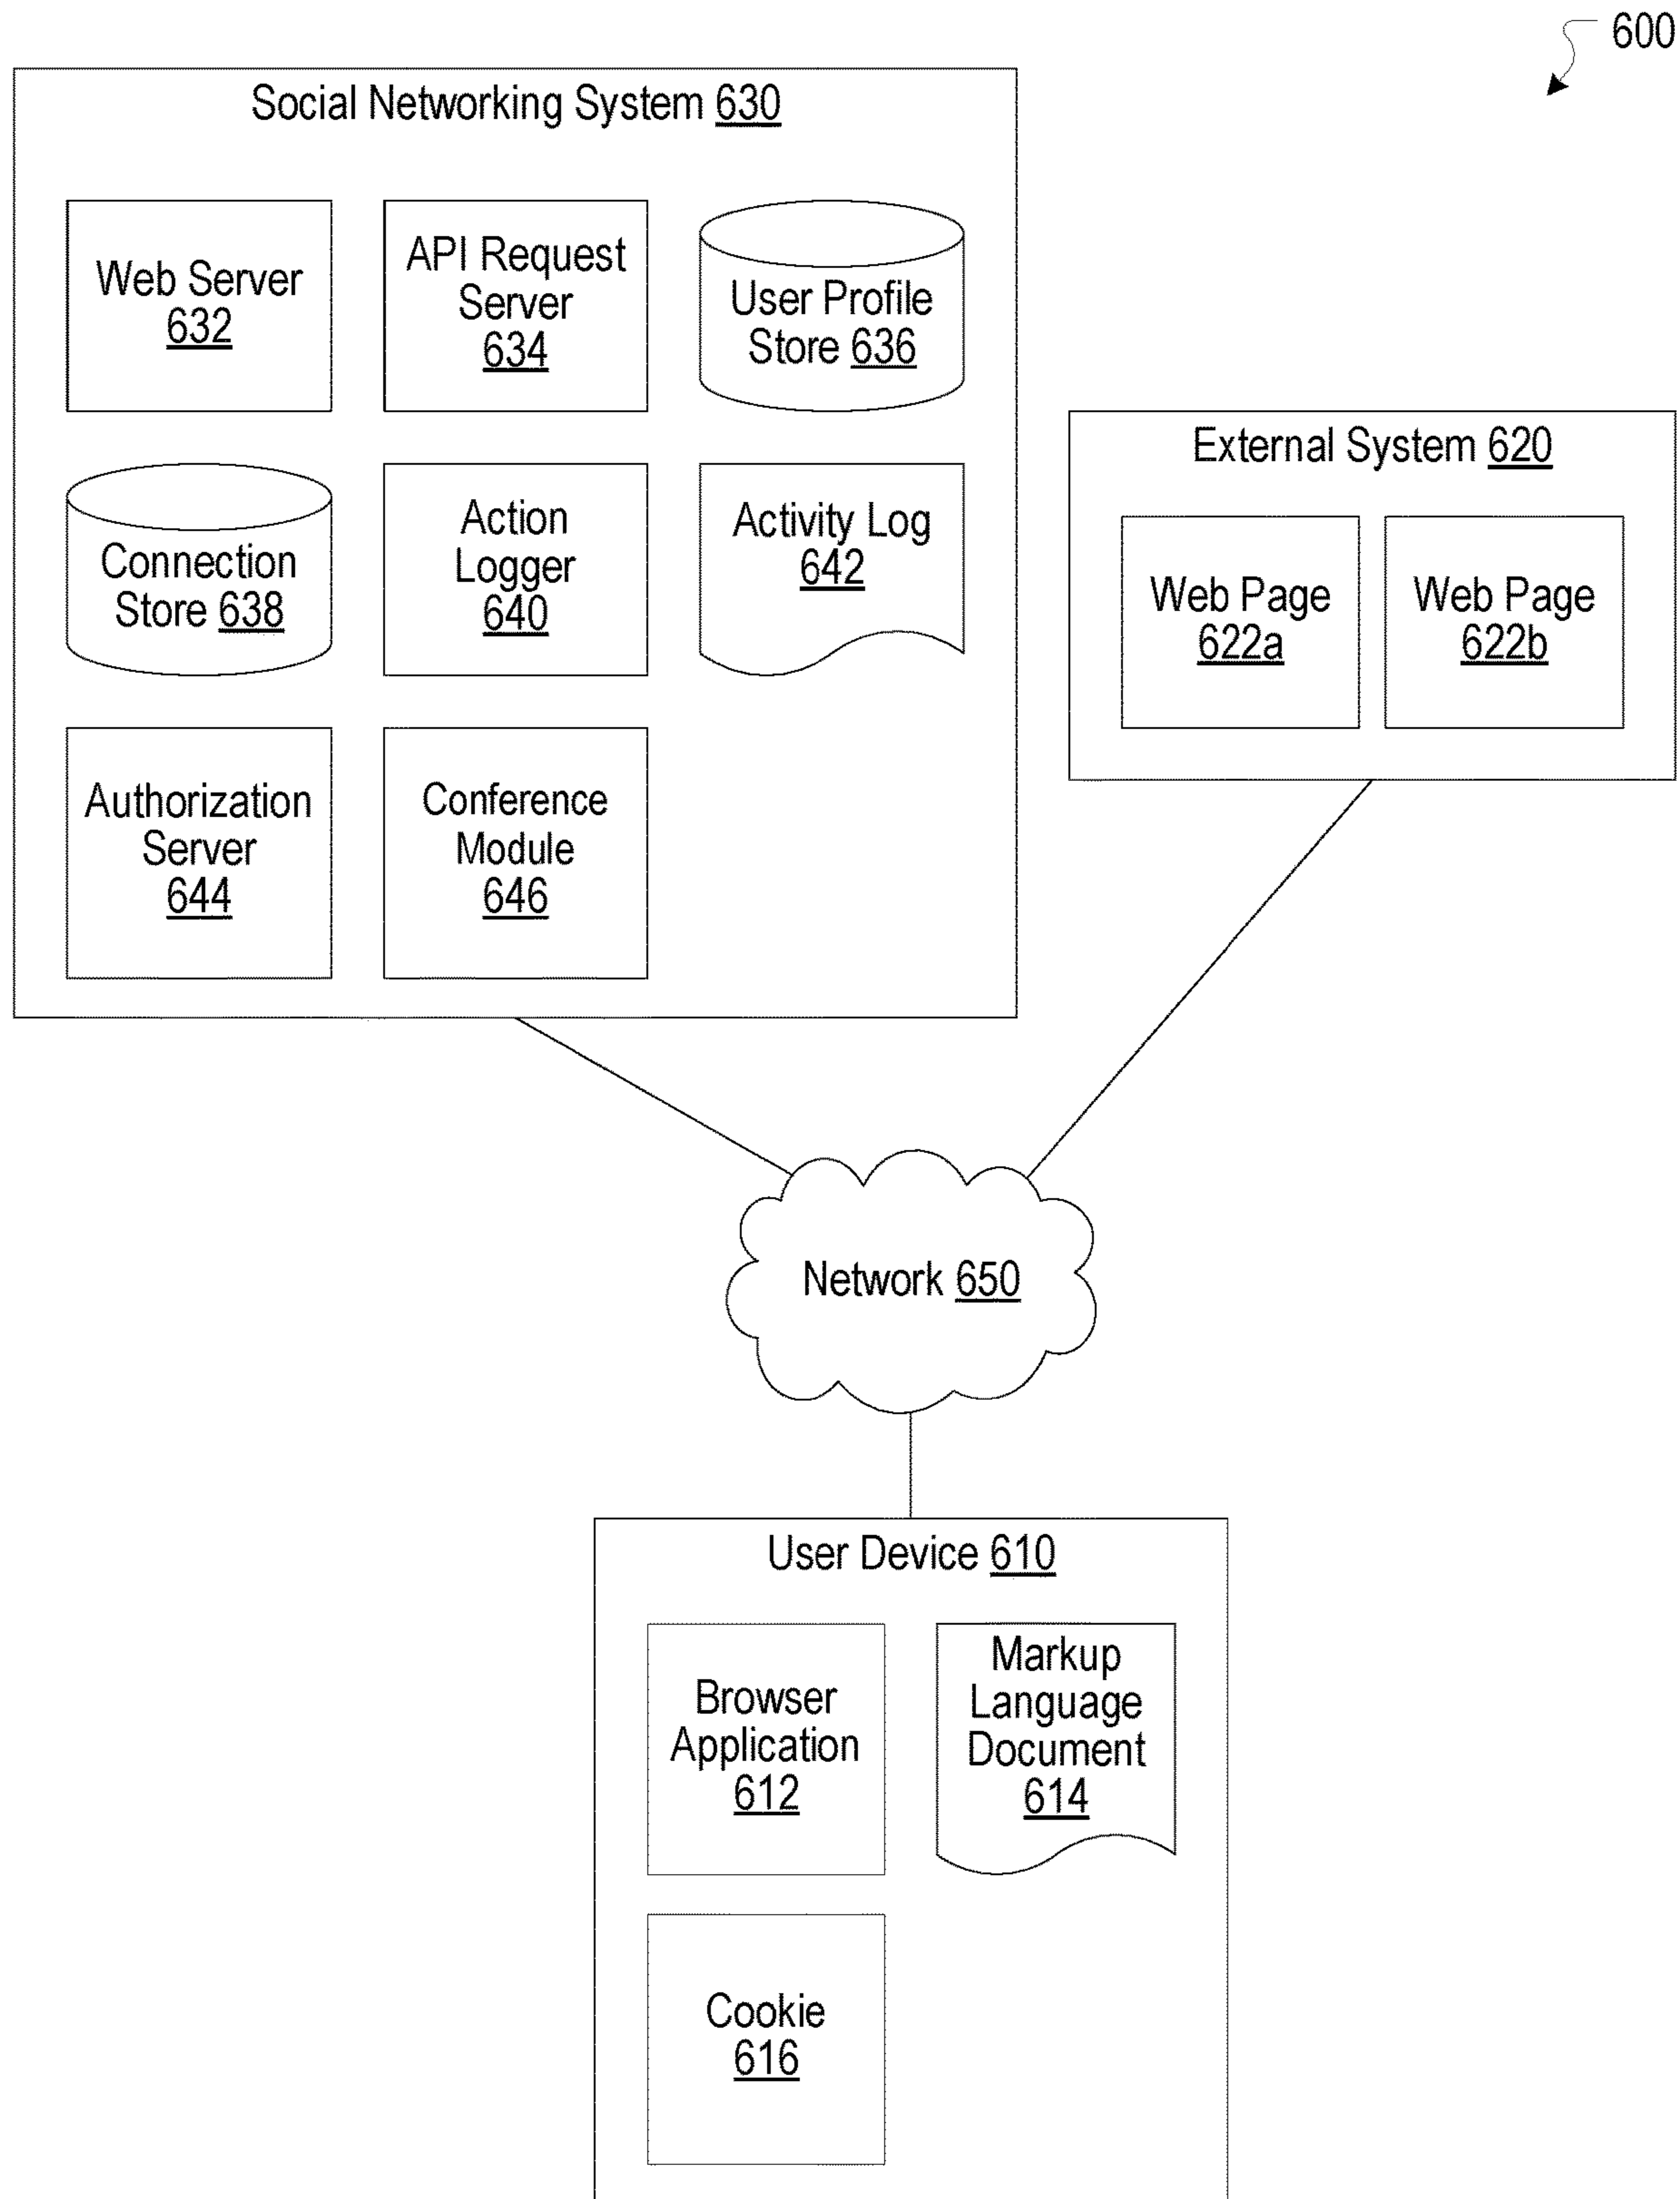 600
Social Networking System 630
Web Server
632
API Request
Server
634
User Profile
Store 636
Connection
Store 638
Action
Logger
640
Activity Log
642
Authorization
Server
644
Conference
Module
646
External System 620
Web Page
622a
Web Page
622b
Network 650
User Device 610
Browser
Application
612
Markup
Language
Document
614
Cookie
616